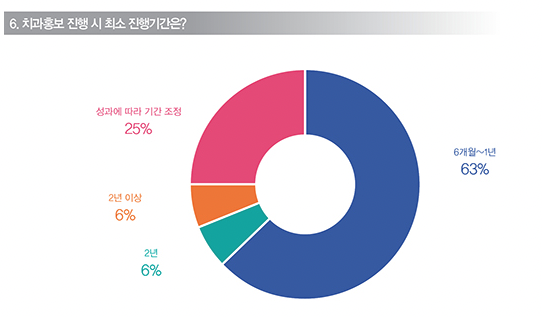 6. 치과홍보 진행 시 최소 진행기간은?
성과에 따라 기간 조정
25%
6개월~1년
63%
2년 이상
6%
2년
6%